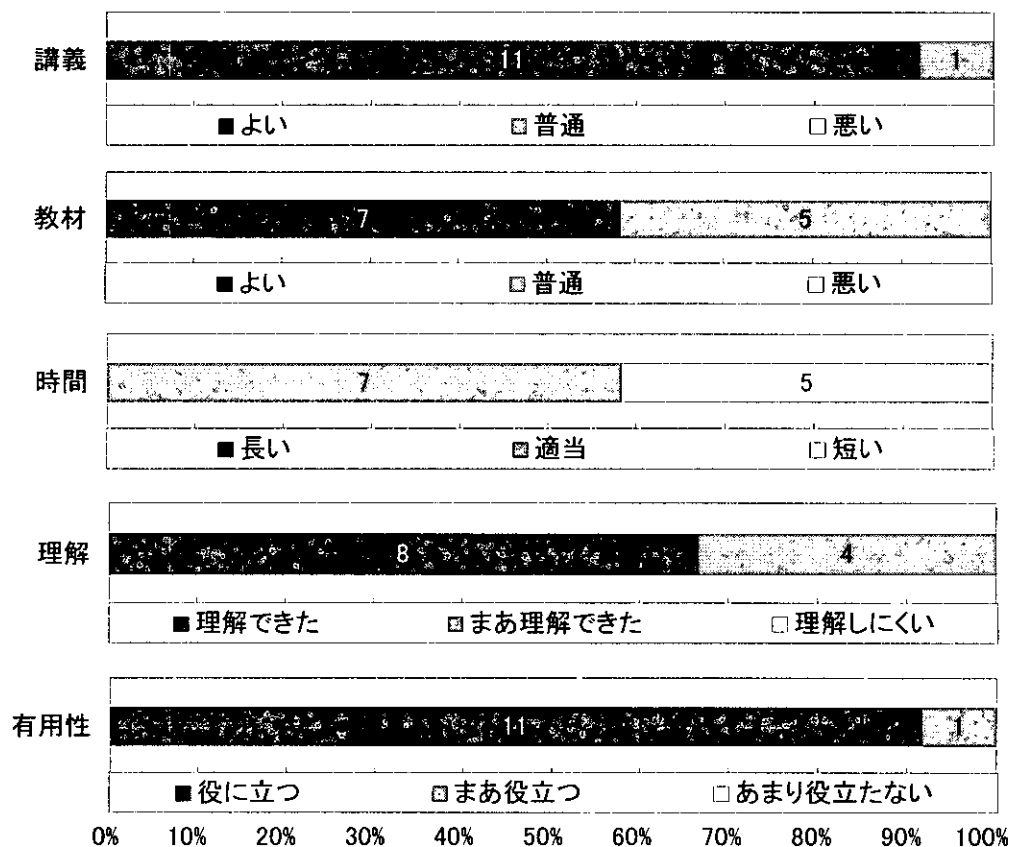 講義 11 1
■よい □普通 □悪い
教材 7 5
■よい □普通 □悪い
時間 7 5
■長い □適当 □短い
理解 8 4
■理解できた □まあ理解できた □理解しにくい
有用性 11 1
■役に立つ □まあ役立つ □あまり役立たない
0% 10% 20% 30% 40% 50% 60% 70% 80% 90% 100%